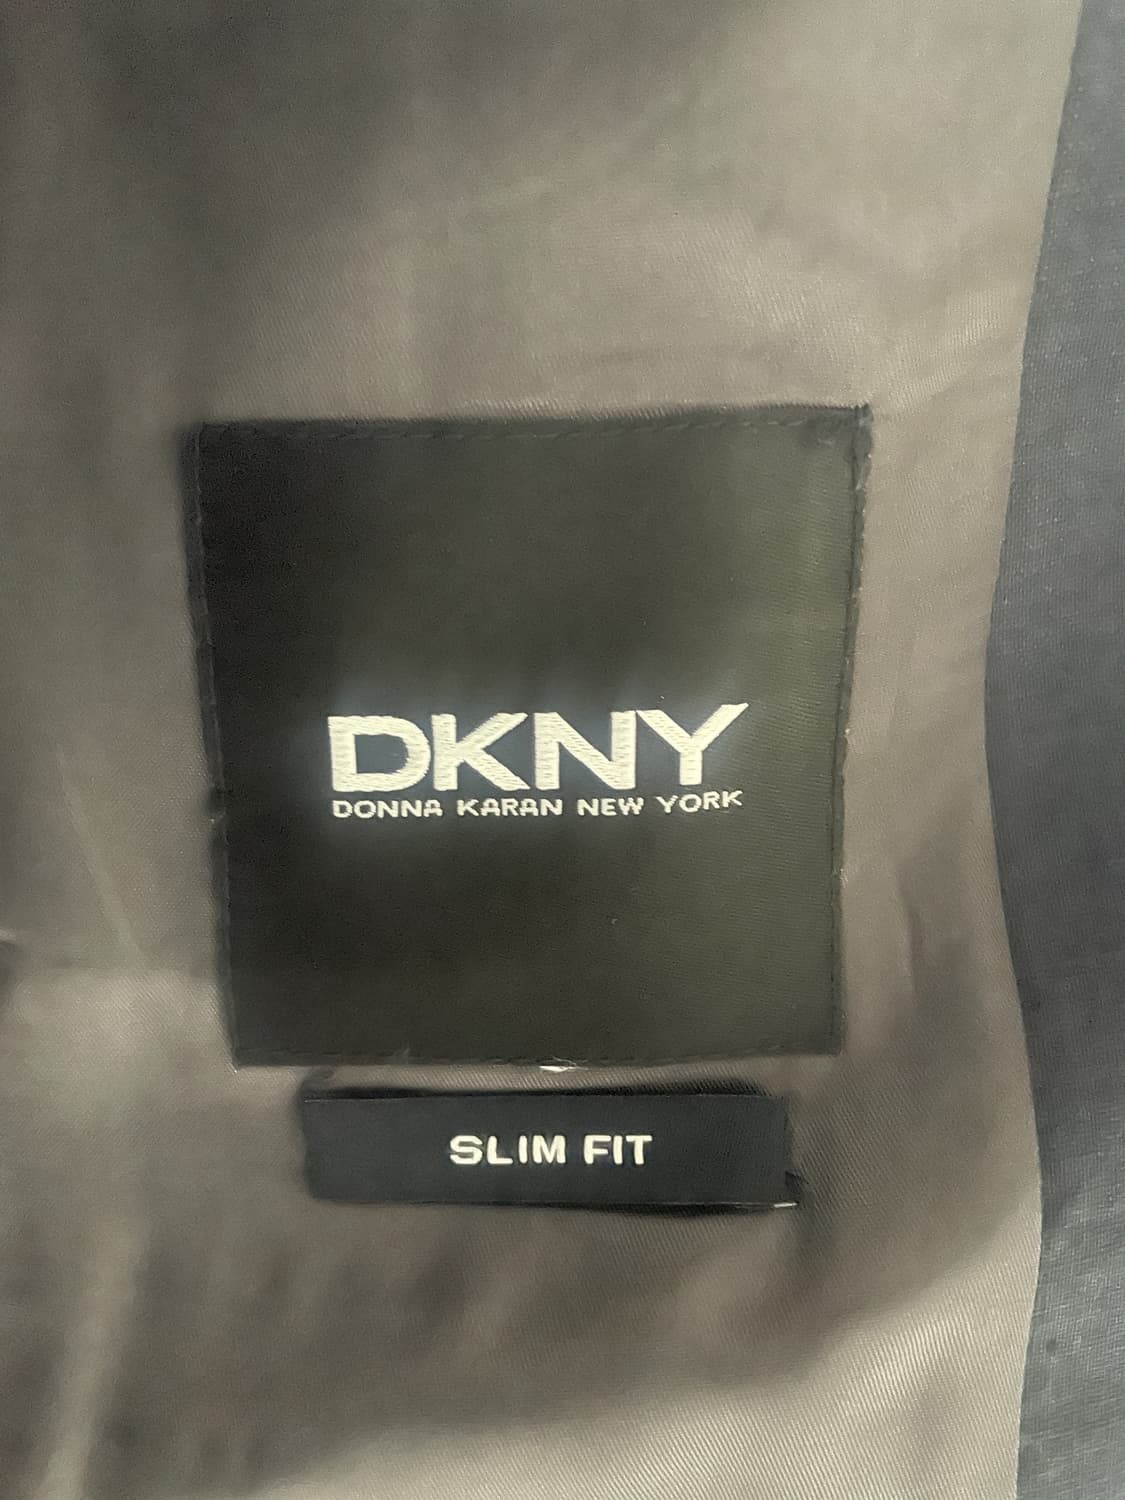 DKNY
DONNA KARAN NEW YORK
SLIM FIT